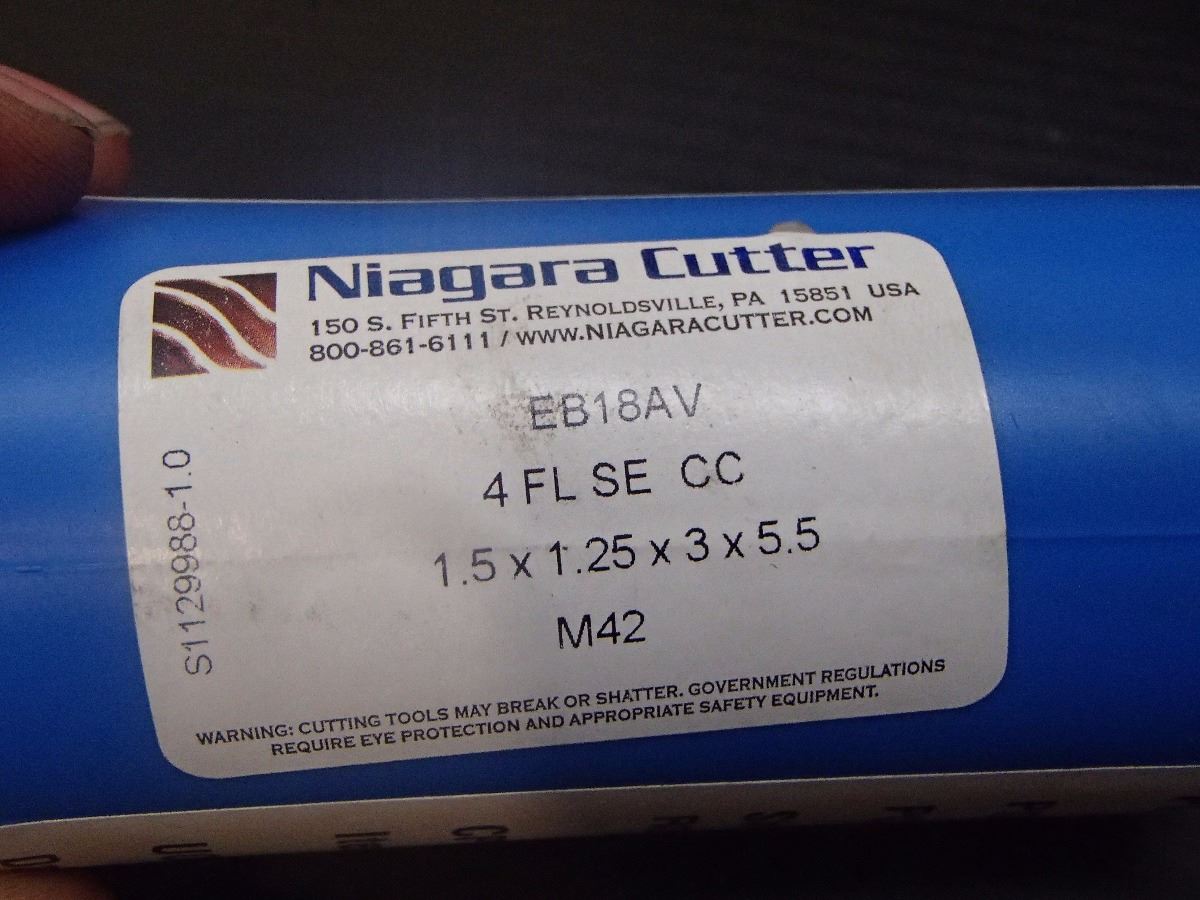 Niagara Cutter
150 S. FIFTH ST. REYNOLDSVILLE, PA 15851 USA
800-861-6111 / WWW.NIAGARACUTTER.COM
EB18AV
4 FL SE CC
1.5 x 1.25 x 3 x 5.5
M42
S1129988-1.0
WARNING: CUTTING TOOLS MAY BREAK OR SHATTER. GOVERNMENT REGULATIONS
REQUIRE EYE PROTECTION AND APPROPRIATE SAFETY EQUIPMENT.